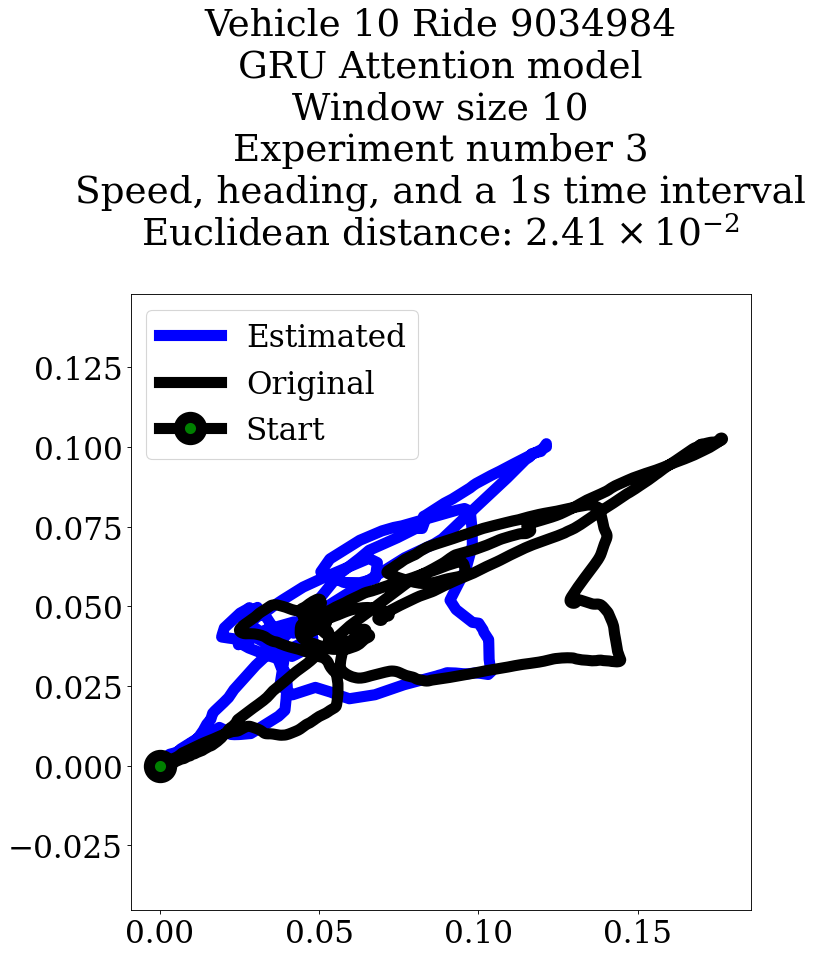 Vehicle 10 Ride 9034984
GRU Attention model
Window size 10
Experiment number 3
Speed, heading, and a 1s time interval
Euclidean distance: 2.41 × 10⁻²
Estimated
Original
Start
0.125
0.100
0.075
0.050
0.025
0.000
−0.025
0.00 0.05 0.10 0.15